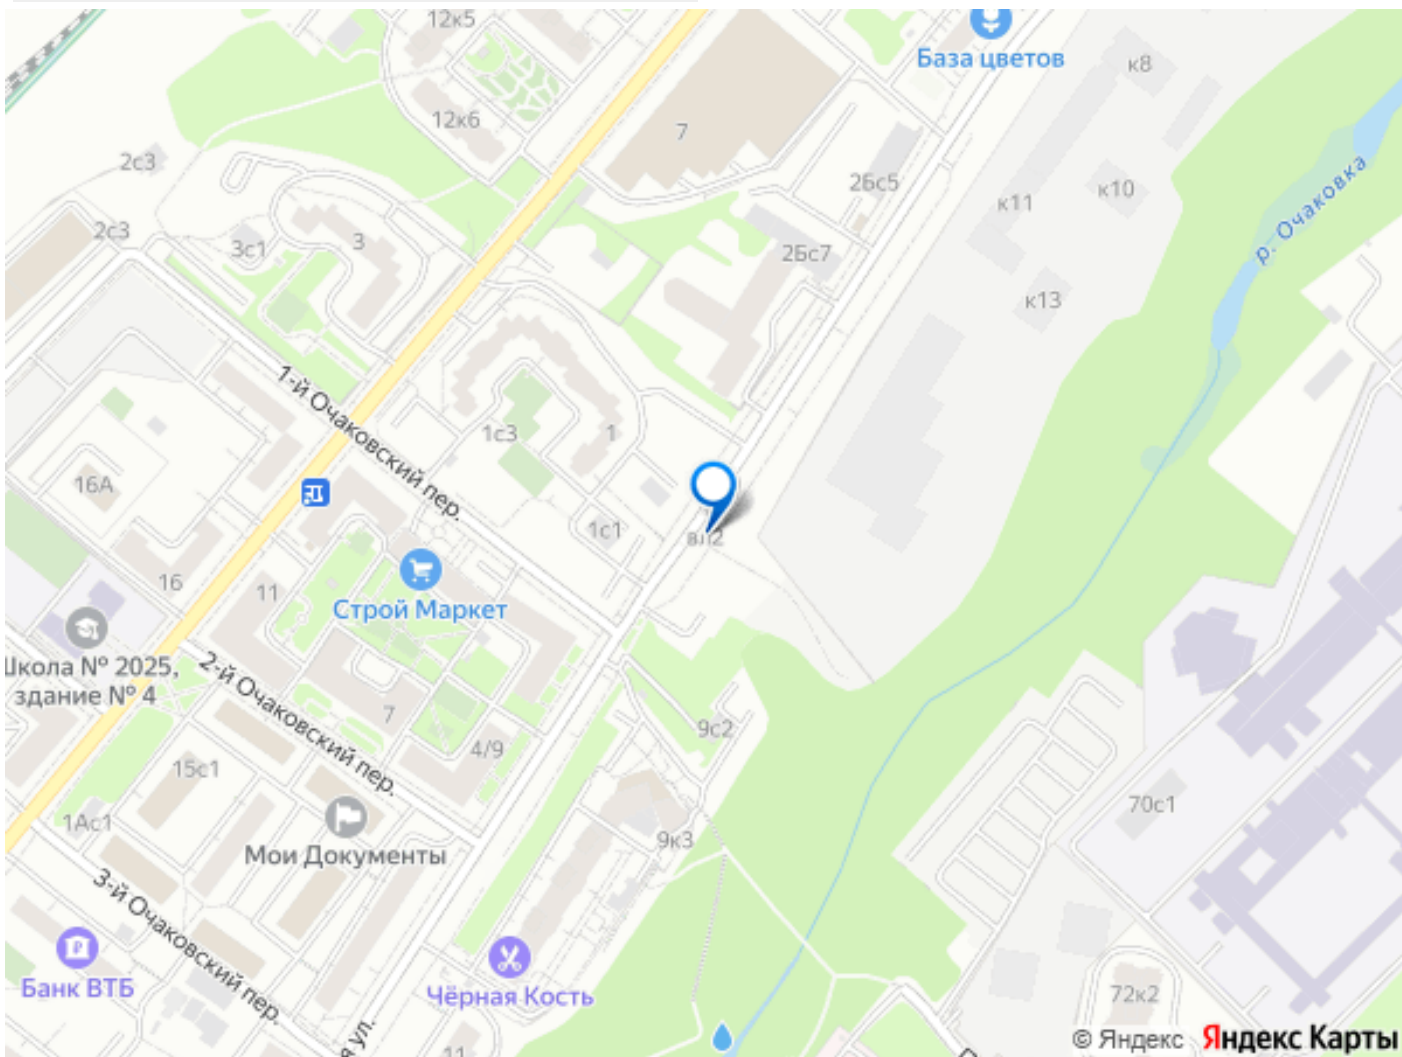 12к5
База цветов
к8
12к6
7
2с3
2Бс5
к10
к11
р. Очаковка
2с3
3с1
3
2Бс7
к13
1-й Очаковский пер.
1с3
1
16А
1с1
вл2
Строй Маркет
16
11
Школа № 2025,
здание № 4
2-й Очаковский пер.
7
9с2
4/9
15с1
70с1
1Ас1
9к3
Мои Документы
3-й Очаковский пер.
Банк ВТБ
Чёрная Кость
72к2
ул.
11
© Яндекс Яндекс Карты